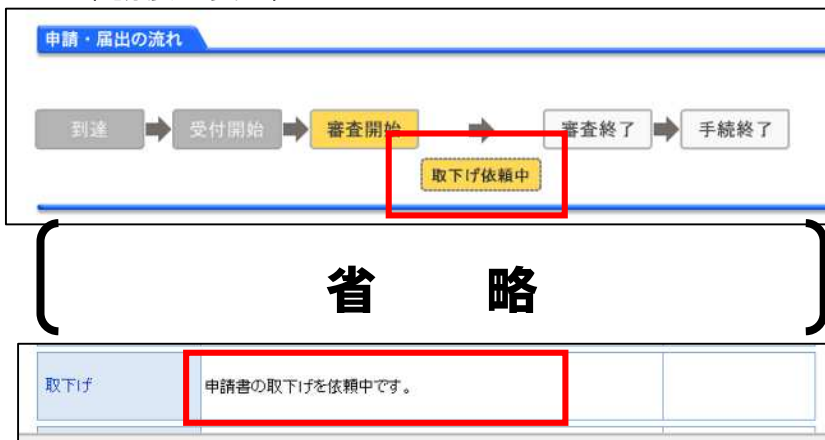 申請・届出の流れ
到達 受付開始 審査開始 審査終了 手続終了
取下げ依頼中
省 略
取下げ 申請書の取下げを依頼中です。